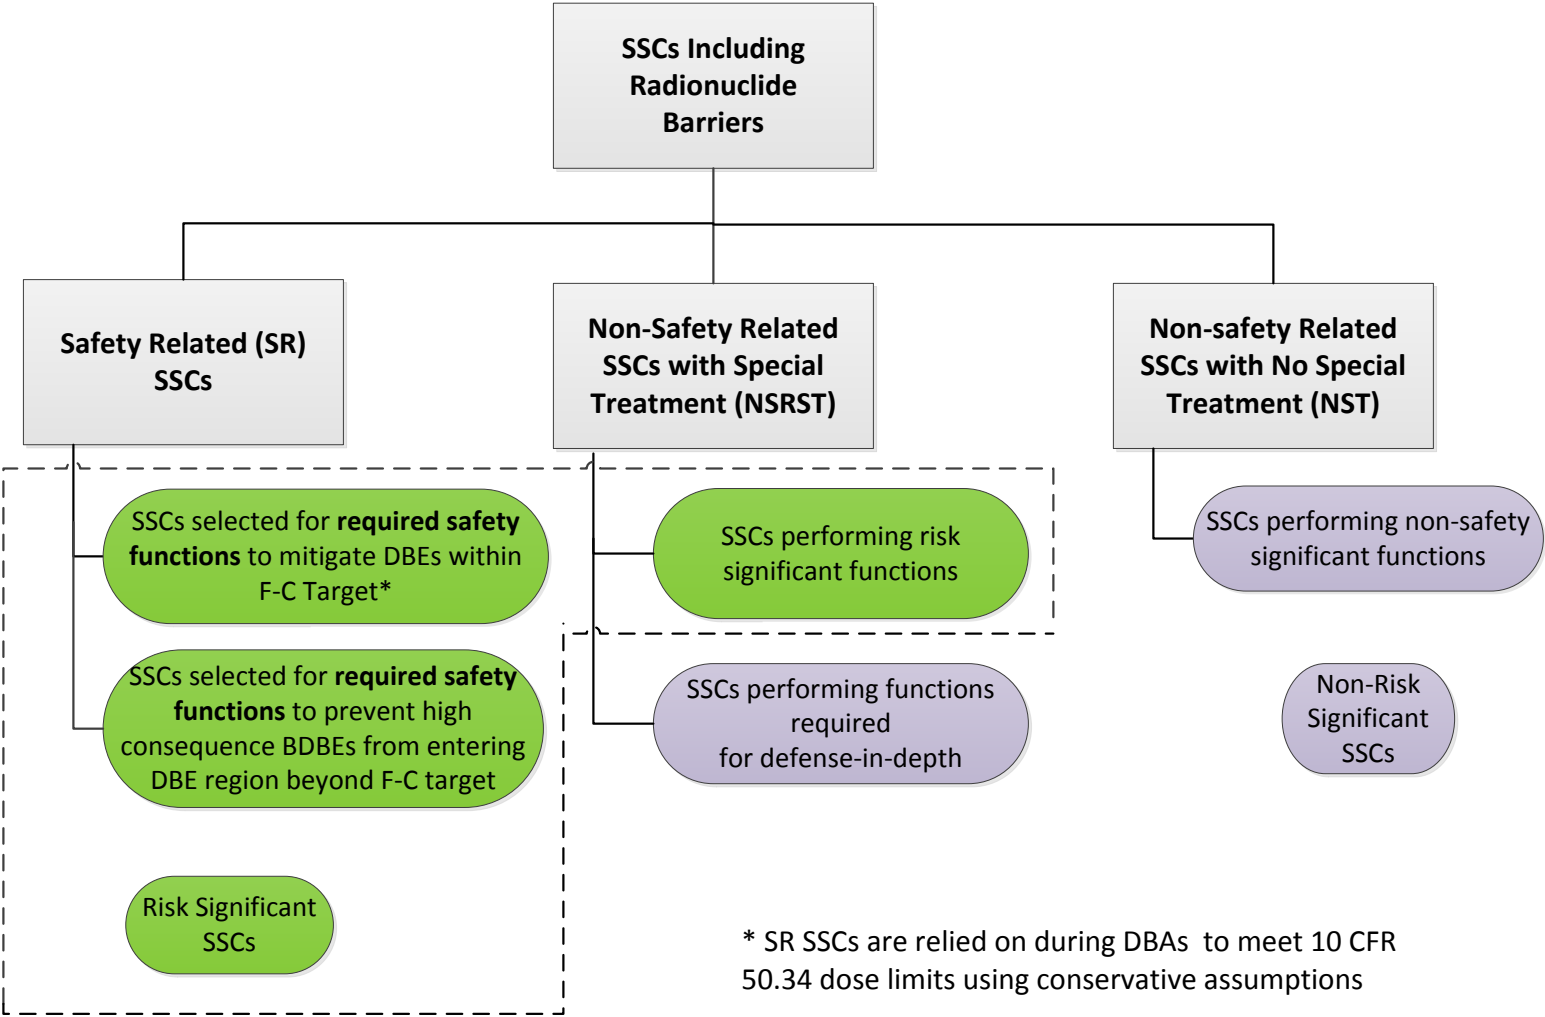 SSCs Including
Radionuclide
Barriers
Safety Related (SR)
SSCs
Non-Safety Related
SSCs with Special
Treatment (NSRST)
Non-safety Related
SSCs with No Special
Treatment (NST)
SSCs selected for required safety
functions to mitigate DBEs within
F-C Target*
SSCs performing risk
significant functions
SSCs performing non-safety
significant functions
SSCs selected for required safety
functions to prevent high
consequence BDBEs from entering
DBE region beyond F-C target
SSCs performing functions
required
for defense-in-depth
Non-Risk
Significant
SSCs
Risk Significant
SSCs
* SR SSCs are relied on during DBAs to meet 10 CFR
50.34 dose limits using conservative assumptions